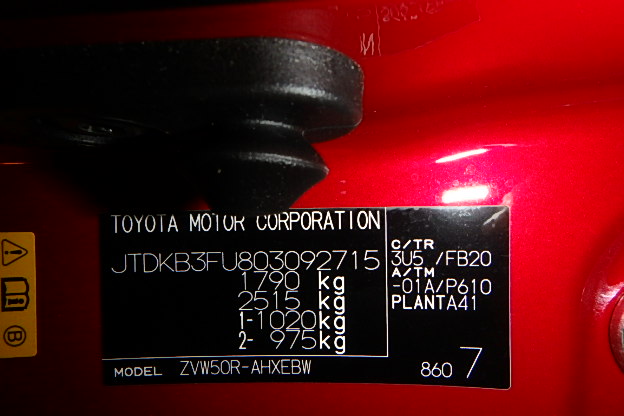 TOYOTA MOTOR CORPORATION
JTDKB3FU803092715
1790 kg
2515 kg
1- 1020 kg
2- 975 kg
C/TR
3U5 /FB20
A/TM
-01A/P610
PLANTA41
MODEL ZVW50R-AHXEBW
860 7
B